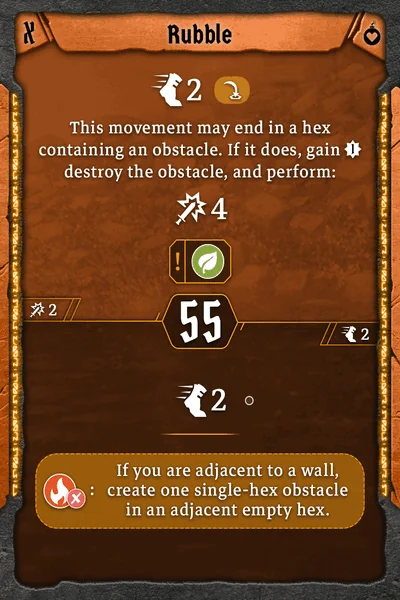 X
Rubble
2
This movement may end in a hex
containing an obstacle. If it does, gain
destroy the obstacle, and perform:
4
!
2
55
2
2
:
If you are adjacent to a wall,
create one single-hex obstacle
in an adjacent empty hex.